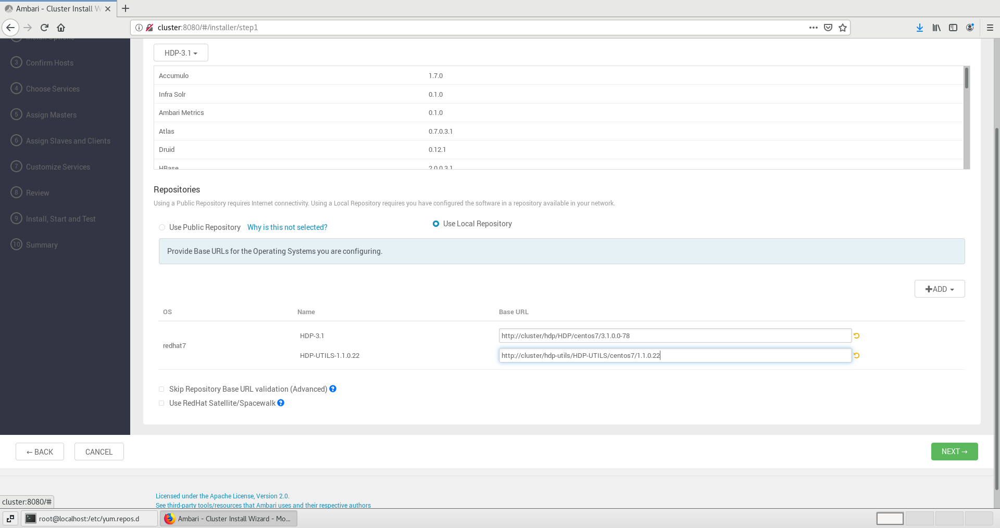 Ambari - Cluster Install W
cluster:8080/#/installer/step1
Install Options
3 Confirm Hosts
4 Choose Services
5 Assign Masters
6 Assign Slaves and Clients
7 Customize Services
8 Review
9 Install, Start and Test
10 Summary
HDP-3.1
Accumulo 1.7.0
Infra Solr 0.1.0
Ambari Metrics 0.1.0
Atlas 0.7.0.3.1
Druid 0.12.1
HBase 2.0.0.3.1
Repositories
Using a Public Repository requires Internet connectivity. Using a Local Repository requires you have configured the software in a repository available in your network.
Use Public Repository Why is this not selected? Use Local Repository
Provide Base URLs for the Operating Systems you are configuring.
ADD
OS Name Base URL
redhat7
HDP-3.1 http://cluster/hdp/HDP/centos7/3.1.0.0-78
HDP-UTILS-1.1.0.22 http://cluster/hdp-utils/HDP-UTILS/centos7/1.1.0.22
Skip Repository Base URL validation (Advanced) ?
Use RedHat Satellite/Spacewalk ?
← BACK CANCEL NEXT →
Licensed under the Apache License, Version 2.0.
See third-party tools/resources that Ambari uses and their respective authors
cluster:8080/#
root@localhost:/etc/yum.repos.d Ambari - Cluster Install Wizard - Mo...